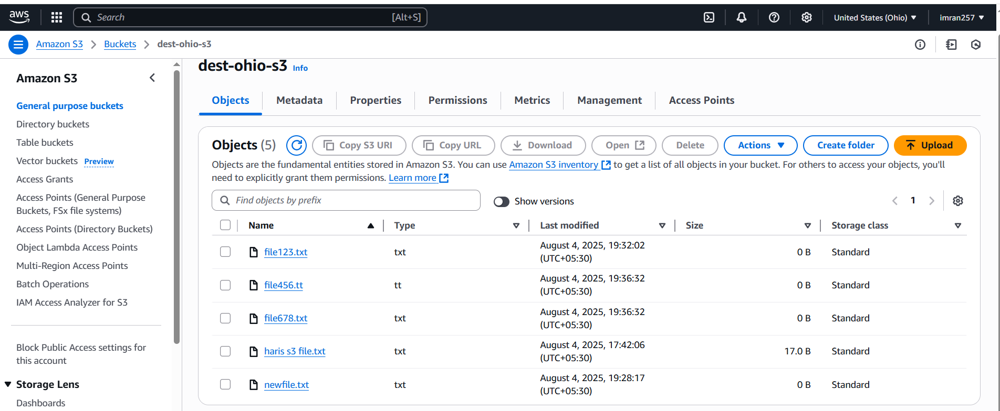 aws
Search [Alt+S]
United States (Ohio)
imran257
Amazon S3
Buckets
dest-ohio-s3
Amazon S3
General purpose buckets
Directory buckets
Table buckets
Vector buckets Preview
Access Grants
Access Points (General Purpose
Buckets, FSx file systems)
Access Points (Directory Buckets)
Object Lambda Access Points
Multi-Region Access Points
Batch Operations
IAM Access Analyzer for S3
Block Public Access settings for
this account
Storage Lens
Dashboards
dest-ohio-s3 Info
Objects
Metadata
Properties
Permissions
Metrics
Management
Access Points
Objects (5)
Copy S3 URI
Copy URL
Download
Open
Delete
Actions
Create folder
Upload
Objects are the fundamental entities stored in Amazon S3. You can use Amazon S3 inventory to get a list of all objects in your bucket. For others to access your objects, you'll
need to explicitly grant them permissions. Learn more
Find objects by prefix
Show versions
1
Name Type Last modified Size Storage class
file123.txt txt August 4, 2025, 19:32:02 0 B Standard
(UTC+05:30)
file456.tt tt August 4, 2025, 19:36:32 0 B Standard
(UTC+05:30)
file678.txt txt August 4, 2025, 19:36:32 0 B Standard
(UTC+05:30)
haris s3 file.txt txt August 4, 2025, 17:42:06 17.0 B Standard
(UTC+05:30)
newfile.txt txt August 4, 2025, 19:28:17 0 B Standard
(UTC+05:30)